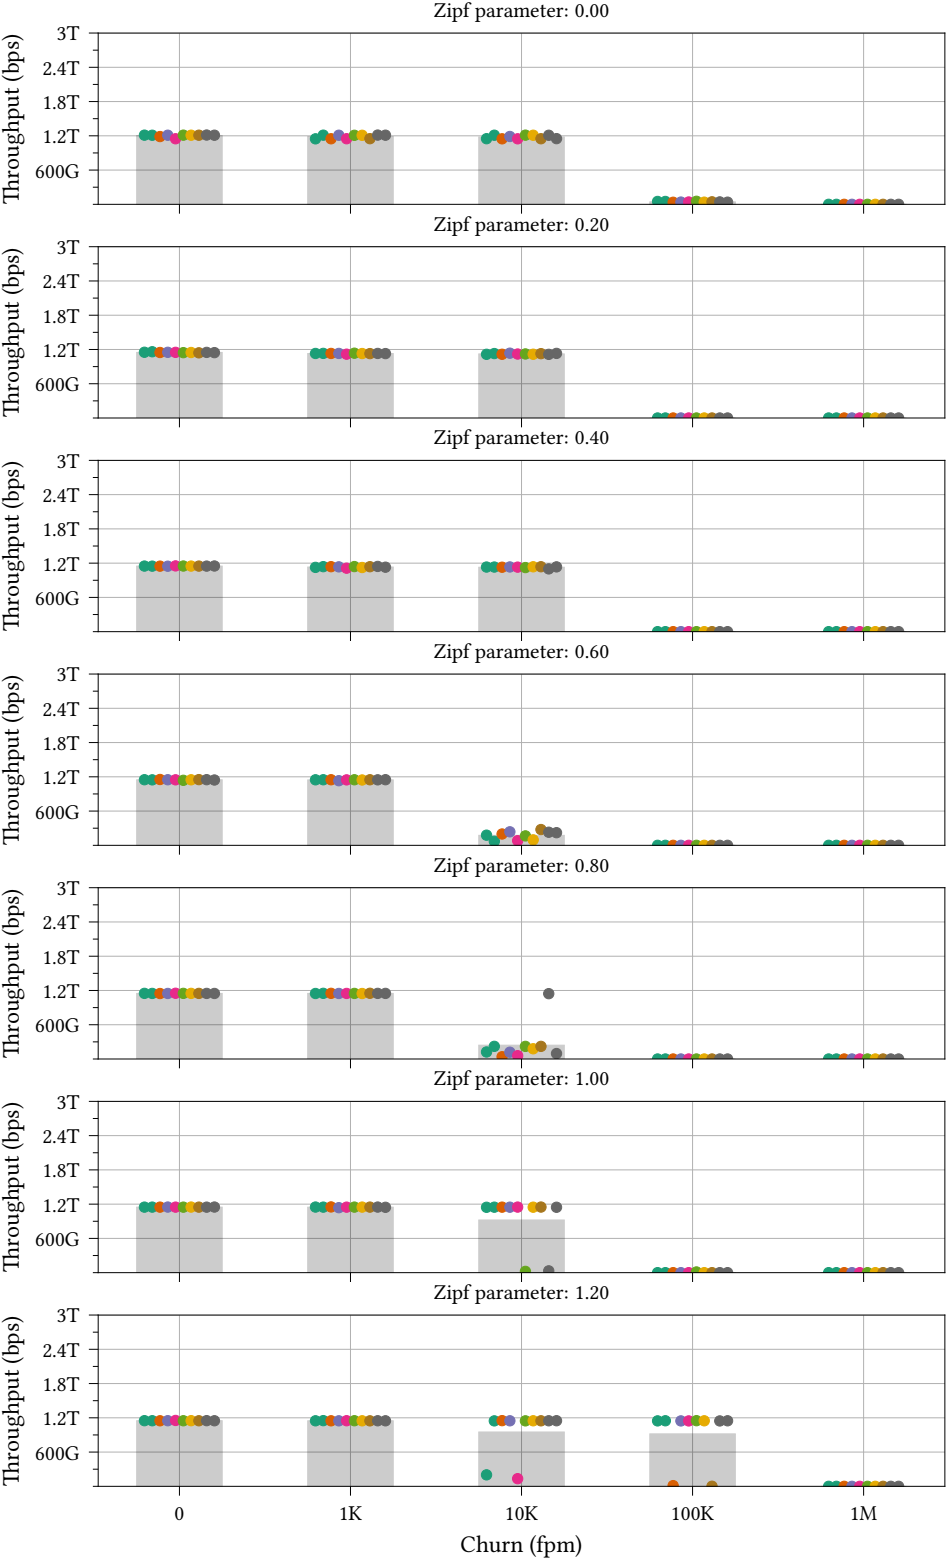 Zipf parameter: 0.00
Throughput (bps)
3T
2.4T
1.8T
1.2T
600G
Zipf parameter: 0.20
Throughput (bps)
3T
2.4T
1.8T
1.2T
600G
Zipf parameter: 0.40
Throughput (bps)
3T
2.4T
1.8T
1.2T
600G
Zipf parameter: 0.60
Throughput (bps)
3T
2.4T
1.8T
1.2T
600G
Zipf parameter: 0.80
Throughput (bps)
3T
2.4T
1.8T
1.2T
600G
Zipf parameter: 1.00
Throughput (bps)
3T
2.4T
1.8T
1.2T
600G
Zipf parameter: 1.20
Throughput (bps)
3T
2.4T
1.8T
1.2T
600G
0 1K 10K 100K 1M
Churn (fpm)